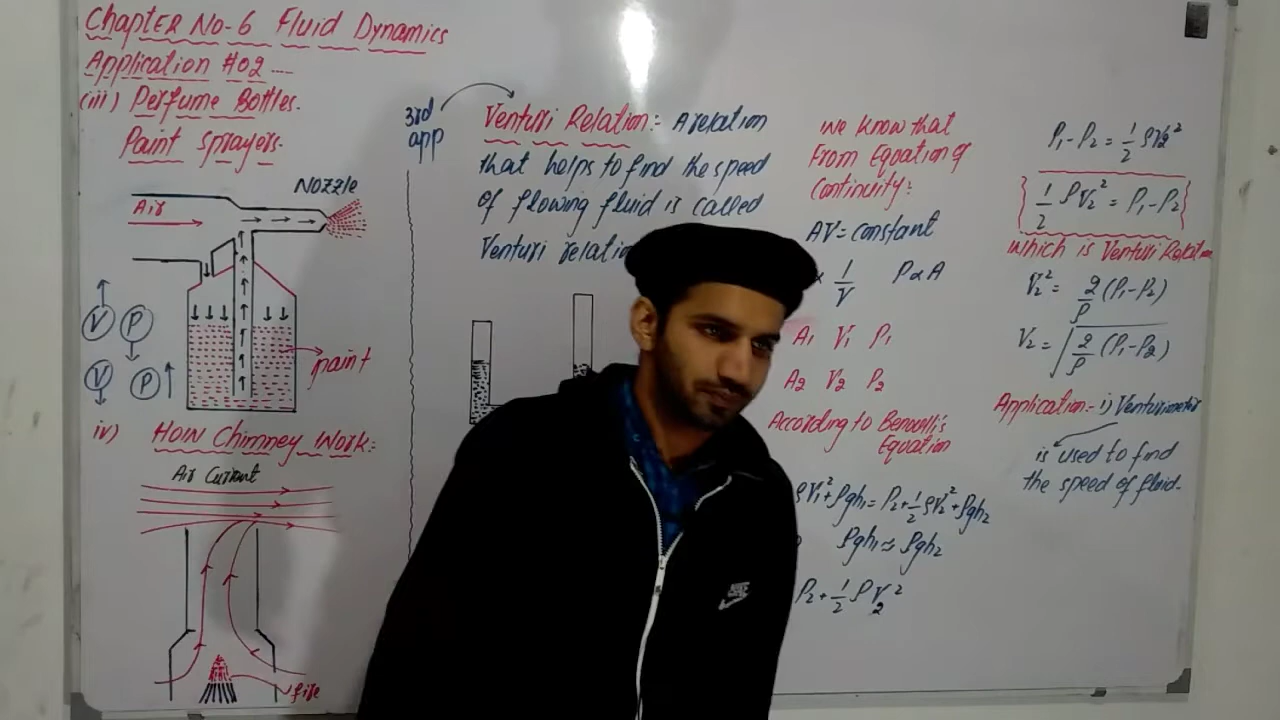 Chapter No-6 Fluid Dynamics
Application #02....
(iii) Perfume Bottles.
Paint sprayers.
Nozzle
Air
V P
V P
paint
iv) How Chimney Work:
Air Current
fire
3rd
app
Venturi Relation:- A relation
that helps to find the speed
of flowing fluid is called
Venturi
We know that
From Equation of
Continuity:
AV = constant
∝ 1/V P ∝ A
A1 V1 P1
A2 V2 P2
According to
Equation
ρV1² + ρgh1 = P2 + 1/2 ρV2² + ρgh2
ρgh1 ≈ ρgh2
P2 + 1/2 ρV2²
P1 - P2 = 1/2 ρV2²
1/2 ρV2² = P1 - P2
which is Venturi Relation
V2² = 2/ρ (P1 - P2)
V2 = √2/ρ (P1 - P2)
Application:- i) Venturimeter
is used to find
the speed of fluid.
NIKE